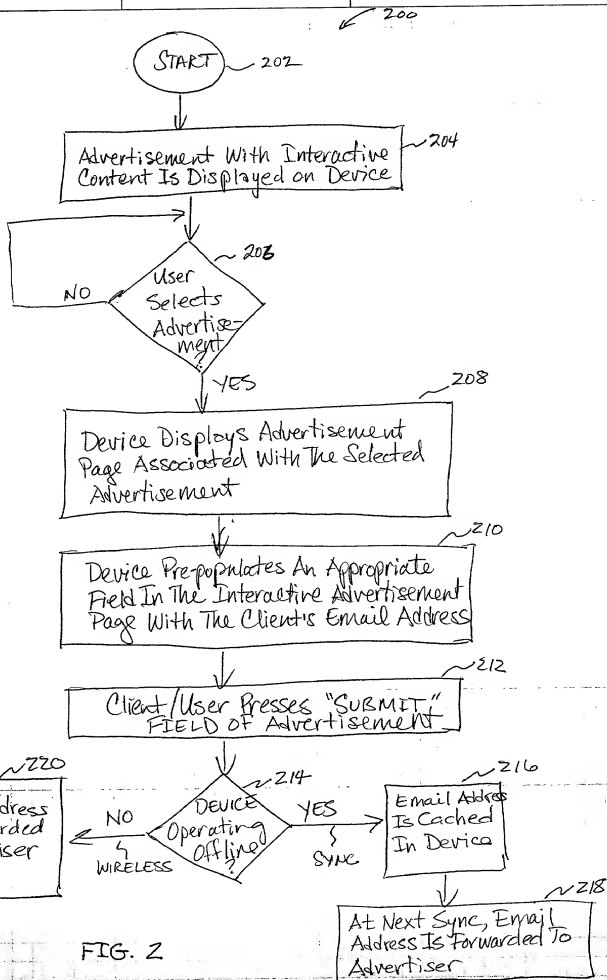 200
START
202
Advertisement With Interactive
Content Is Displayed on Device
204
206
User
Selects
Advertise-
ment
?
NO
YES
208
Device Displays Advertisement
Page Associated With The Selected
Advertisement
210
Device Pre-populates An Appropriate
Field In The Interactive Advertisement
Page With The Client's Email Address
212
Client/User Presses "SUBMIT"
FIELD OF Advertisement
214
DEVICE
Operating
Offline
?
NO
WIRELESS
YES
SYNC
220
dress
rded
iser
216
Email Address
Is Cached
In Device
218
At Next Sync, Email
Address Is Forwarded To
Advertiser
FIG. 2